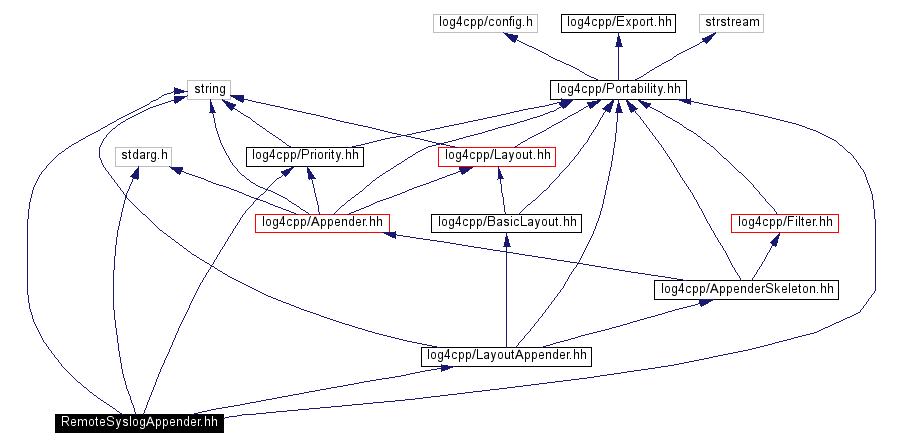 log4cpp/config.h
log4cpp/Export.hh
strstream
string
log4cpp/Portability.hh
stdarg.h
log4cpp/Priority.hh
log4cpp/Layout.hh
log4cpp/Appender.hh
log4cpp/BasicLayout.hh
log4cpp/Filter.hh
log4cpp/AppenderSkeleton.hh
log4cpp/LayoutAppender.hh
RemoteSyslogAppender.hh